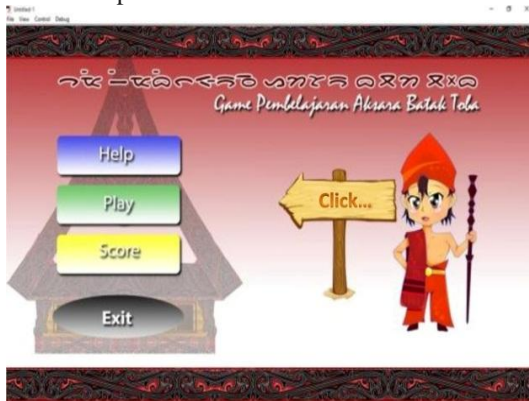 Untitled-1
File View Control Debug
Game Pembelajaran Aksara Batak Toba
Help
Play
Score
Exit
Click...